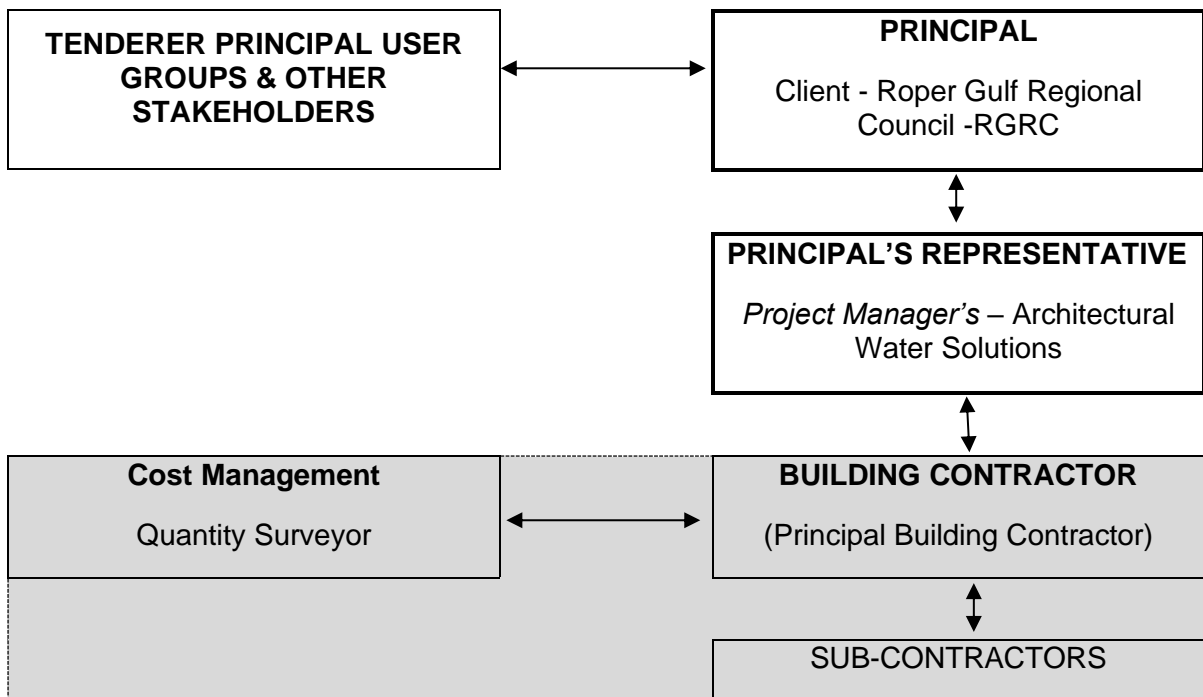 TENDERER PRINCIPAL USER
GROUPS & OTHER
STAKEHOLDERS
PRINCIPAL
Client - Roper Gulf Regional
Council -RGRC
PRINCIPAL’S REPRESENTATIVE
Project Manager’s – Architectural
Water Solutions
Cost Management
Quantity Surveyor
BUILDING CONTRACTOR
(Principal Building Contractor)
SUB-CONTRACTORS